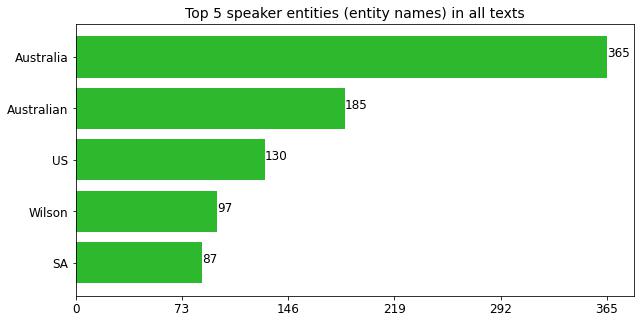 Top 5 speaker entities (entity names) in all texts
Australia 365
Australian 185
US 130
Wilson 97
SA 87
0 73 146 219 292 365